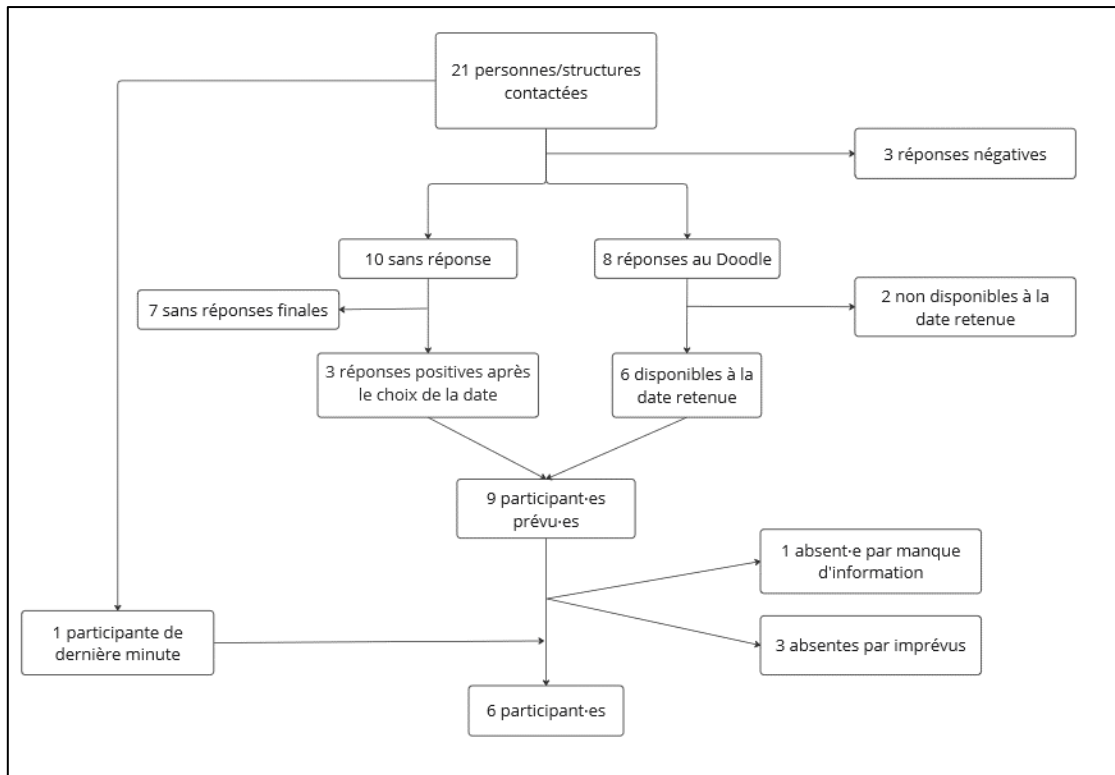 21 personnes/structures
contactées
3 réponses négatives
10 sans réponse
8 réponses au Doodle
7 sans réponses finales
2 non disponibles à la
date retenue
3 réponses positives après
le choix de la date
6 disponibles à la
date retenue
9 participant·es
prévu·es
1 absent·e par manque
d'information
1 participante de
dernière minute
3 absentes par imprévus
6 participant·es